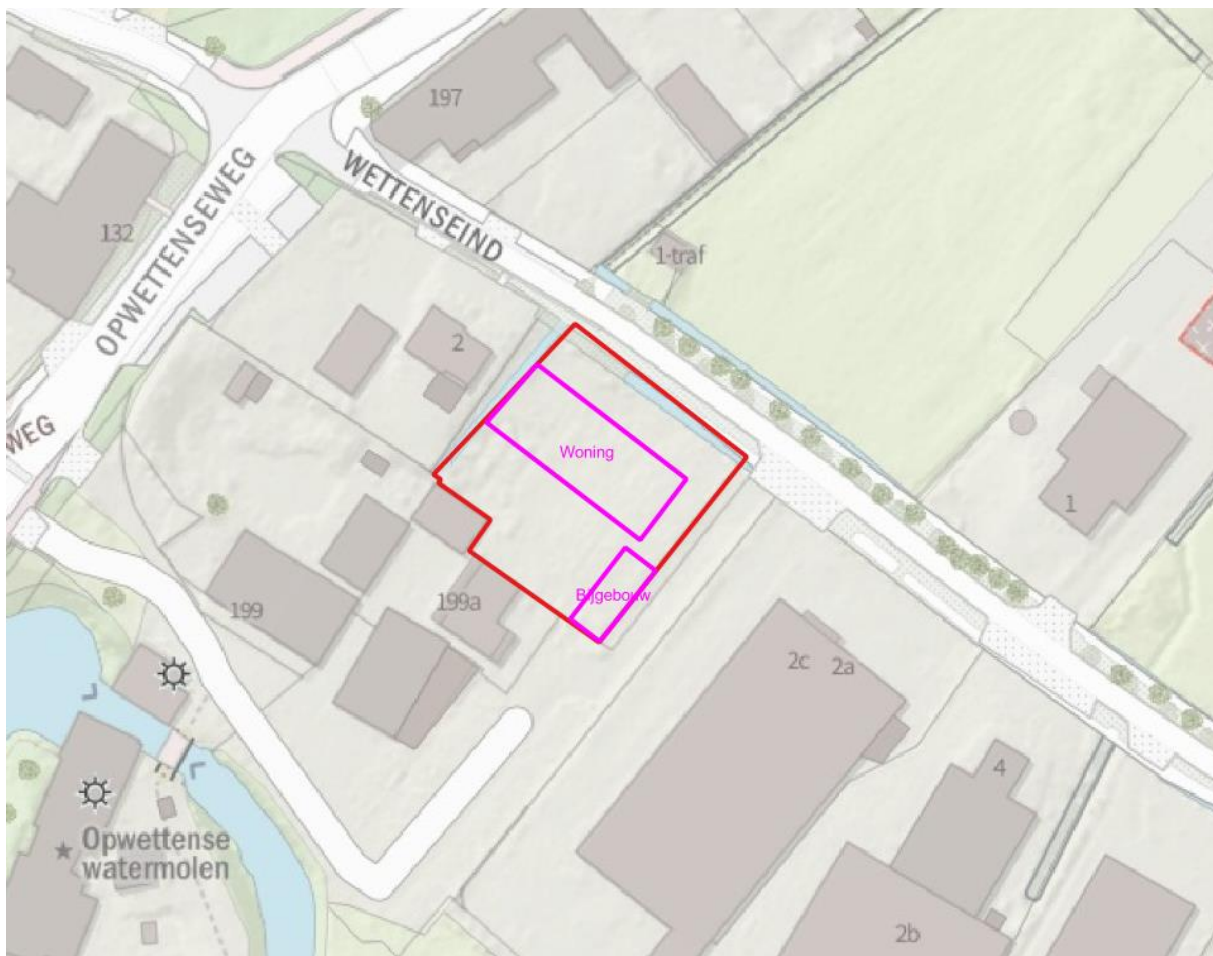 197
WETTENSEIND
132
OPWETTENSEWEG
1-traf
2
WEG
Woning
1
199
199a
Bijgebouw
2c
2a
4
Opwettense
watermolen
2b